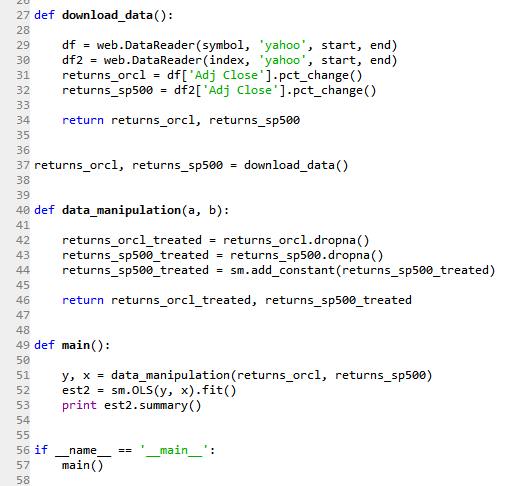 27 def download_data():
28
29     df = web.DataReader(symbol, 'yahoo', start, end)
30     df2 = web.DataReader(index, 'yahoo', start, end)
31     returns_orcl = df['Adj Close'].pct_change()
32     returns_sp500 = df2['Adj Close'].pct_change()
33
34     return returns_orcl, returns_sp500
35
36
37 returns_orcl, returns_sp500 = download_data()
38
39
40 def data_manipulation(a, b):
41
42     returns_orcl_treated = returns_orcl.dropna()
43     returns_sp500_treated = returns_sp500.dropna()
44     returns_sp500_treated = sm.add_constant(returns_sp500_treated)
45
46     return returns_orcl_treated, returns_sp500_treated
47
48
49 def main():
50
51     y, x = data_manipulation(returns_orcl, returns_sp500)
52     est2 = sm.OLS(y, x).fit()
53     print est2.summary()
54
55
56 if __name__ == '__main__':
57     main()
58